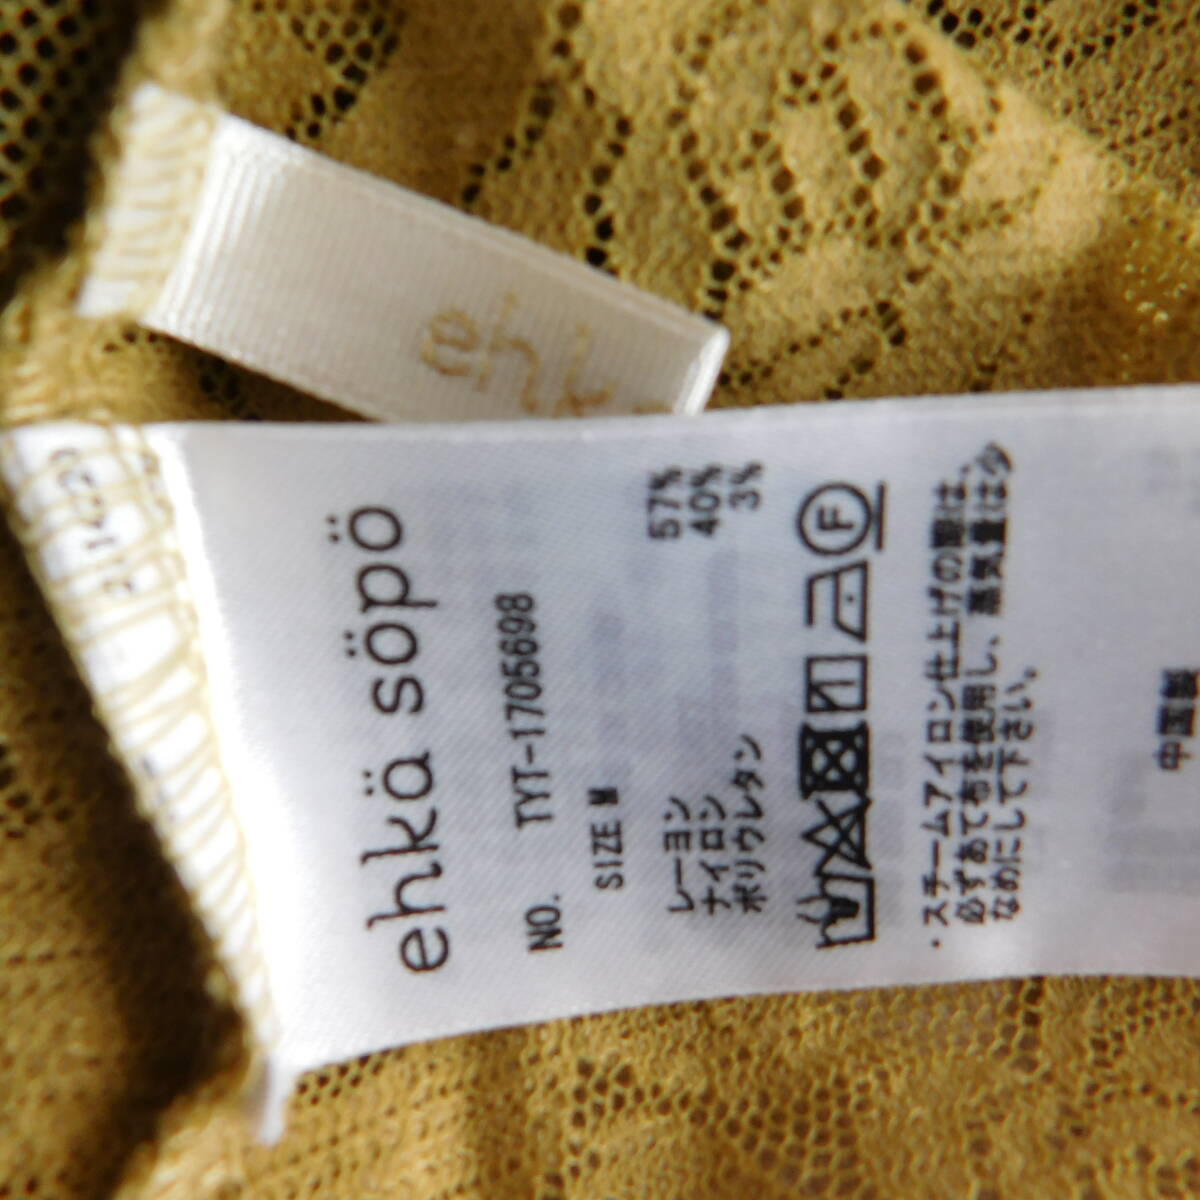 ehkä söpö
NO. TYT-1705698
SIZE M
レーヨン 57%
ナイロン 40%
ポリウレタン 3%
F
・スチームアイロン仕上げの際は、
必ずあて布を使用し、蒸気量は少
なめにして下さい。
中国製